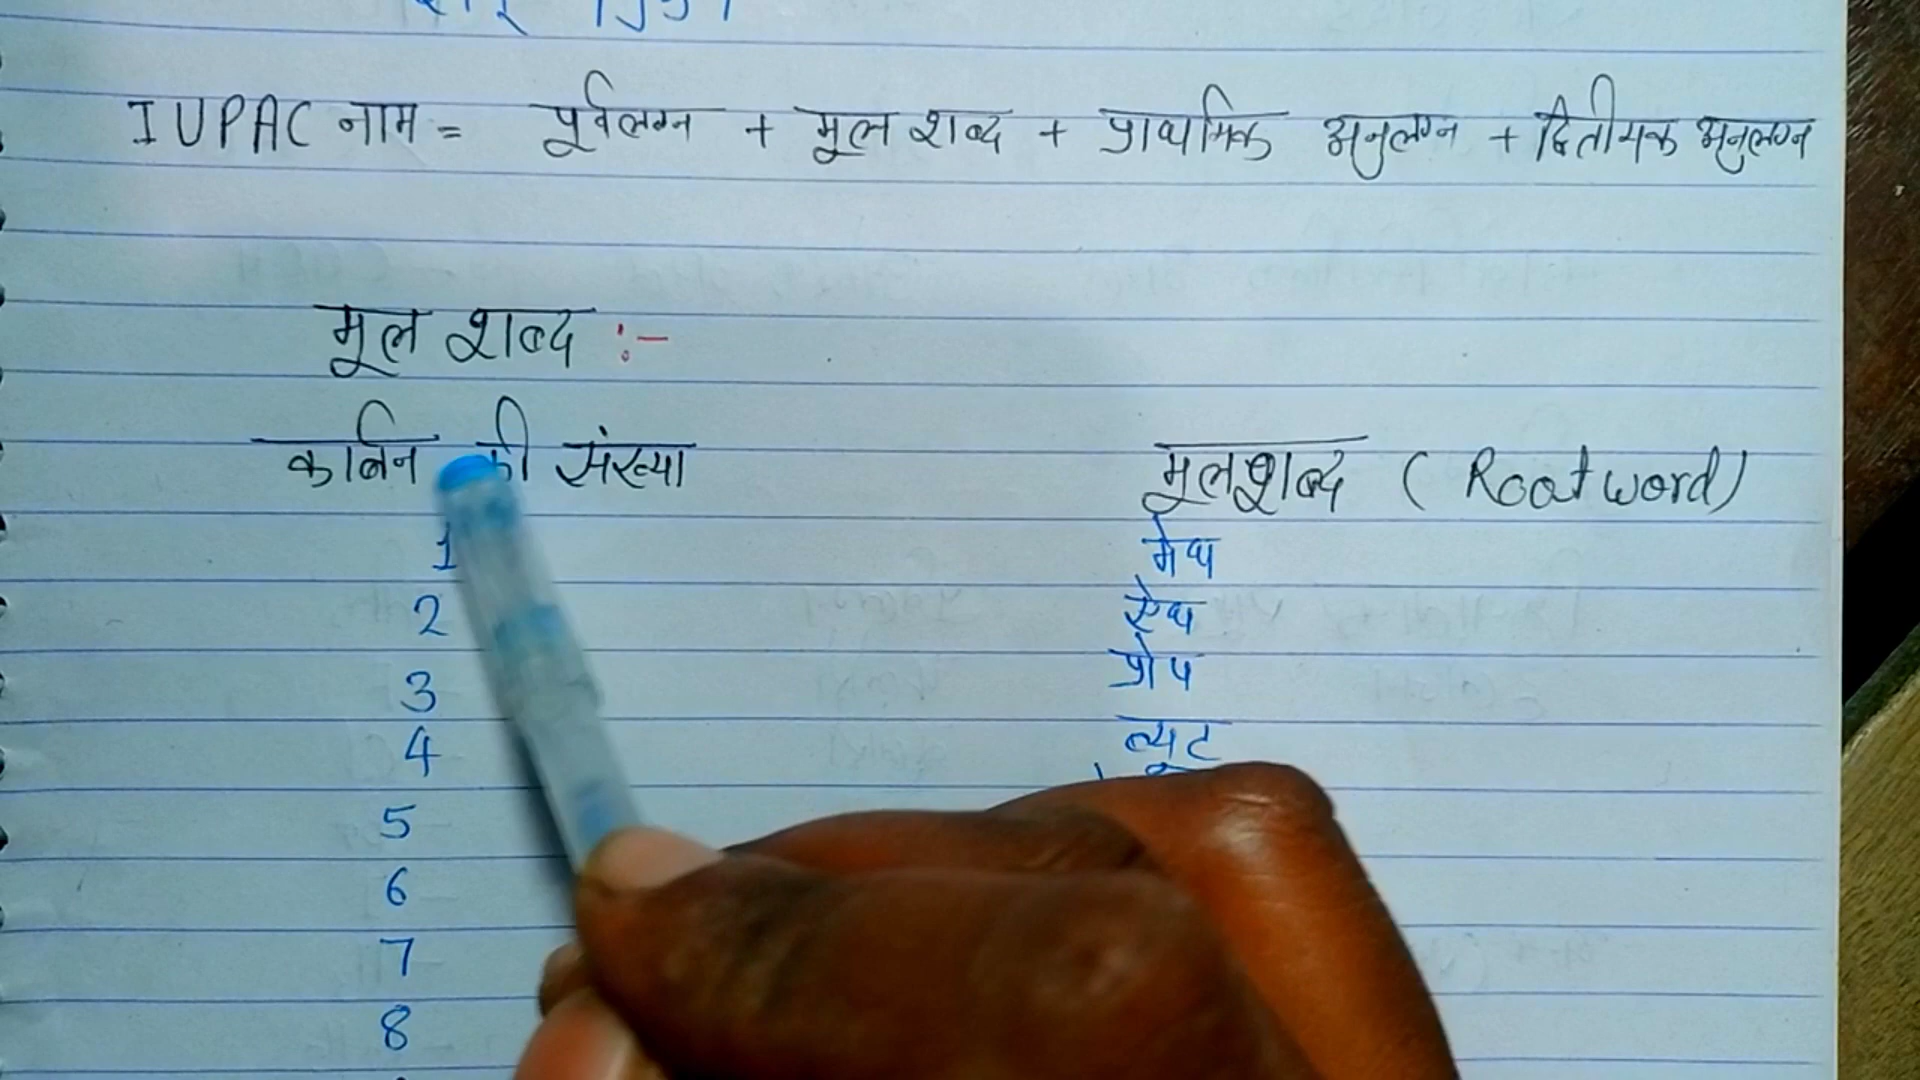 IUPAC नाम = पूर्वलग्न + मूल शब्द + प्राथमिक अनुलग्न + द्वितीयक अनुलग्न
मूल शब्द :-
कार्बन की संख्या मूलशब्द ( Root word)
1 मेथ
2 ऐथ
3 प्रोप
4 ब्यूट
5
6
7
8